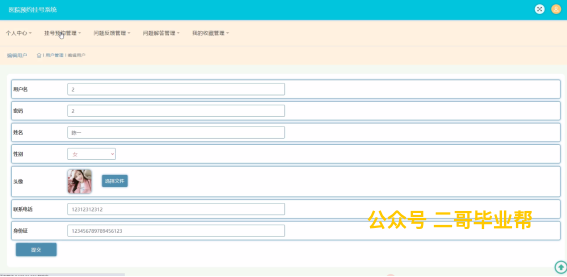 医院预约挂号系统
个人中心 挂号预约管理 问题反馈管理 问题解答管理 我的收藏管理
编辑用户 / 用户管理 / 编辑用户
用户名 2
密码 2
姓名 统一
性别 女
头像 选择文件
联系电话 12312312312
身份证 123456789789456123
提交
公众号 二哥毕业帮